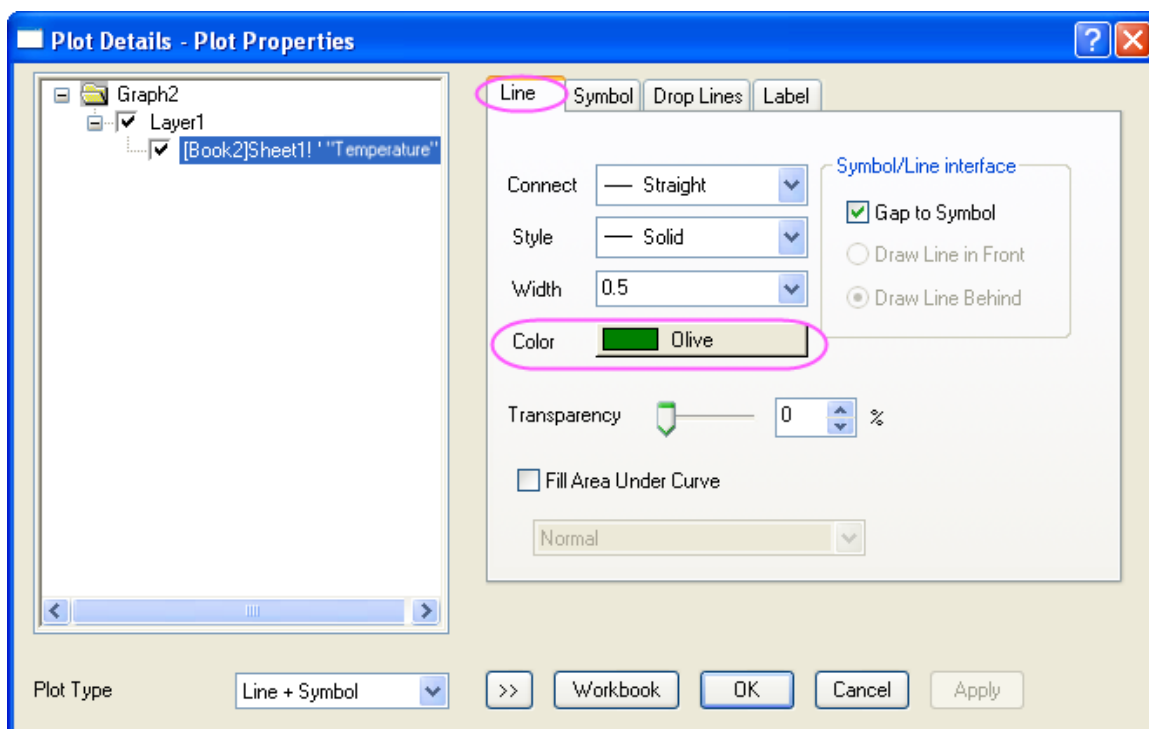 Plot Details - Plot Properties
Graph2
Layer1
[Book2]Sheet1! ' "Temperature"
Line
Symbol
Drop Lines
Label
Connect
Straight
Style
Solid
Width
0.5
Color
Olive
Symbol/Line interface
Gap to Symbol
Draw Line in Front
Draw Line Behind
Transparency
0
%
Fill Area Under Curve
Normal
Plot Type
Line + Symbol
>>
Workbook
OK
Cancel
Apply